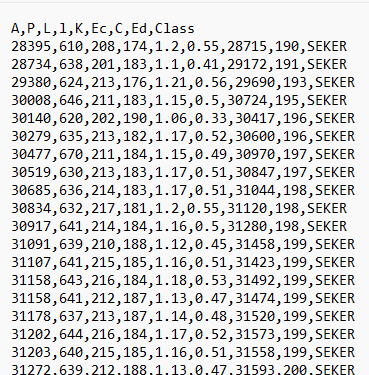 A,P,L,l,K,Ec,C,Ed,Class
28395,610,208,174,1.2,0.55,28715,190,SEKER
28734,638,201,183,1.1,0.41,29172,191,SEKER
29380,624,213,176,1.21,0.56,29690,193,SEKER
30008,646,211,183,1.15,0.5,30724,195,SEKER
30140,620,202,190,1.06,0.33,30417,196,SEKER
30279,635,213,182,1.17,0.52,30600,196,SEKER
30477,670,211,184,1.15,0.49,30970,197,SEKER
30519,630,213,183,1.17,0.51,30847,197,SEKER
30685,636,214,183,1.17,0.51,31044,198,SEKER
30834,632,217,181,1.2,0.55,31120,198,SEKER
30917,641,214,184,1.16,0.5,31280,198,SEKER
31091,639,210,188,1.12,0.45,31458,199,SEKER
31107,641,215,185,1.16,0.51,31423,199,SEKER
31158,643,216,184,1.18,0.53,31492,199,SEKER
31158,641,212,187,1.13,0.47,31474,199,SEKER
31178,637,213,187,1.14,0.48,31520,199,SEKER
31202,644,216,184,1.17,0.52,31573,199,SEKER
31203,640,215,185,1.16,0.51,31558,199,SEKER
31272,639,212,188,1.13,0.47,31593,200,SEKER